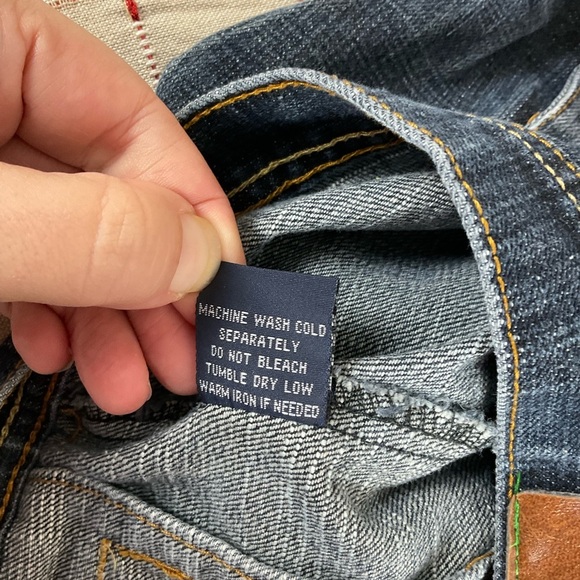 MACHINE WASH COLD
SEPARATELY
DO NOT BLEACH
TUMBLE DRY LOW
WARM IRON IF NEEDED